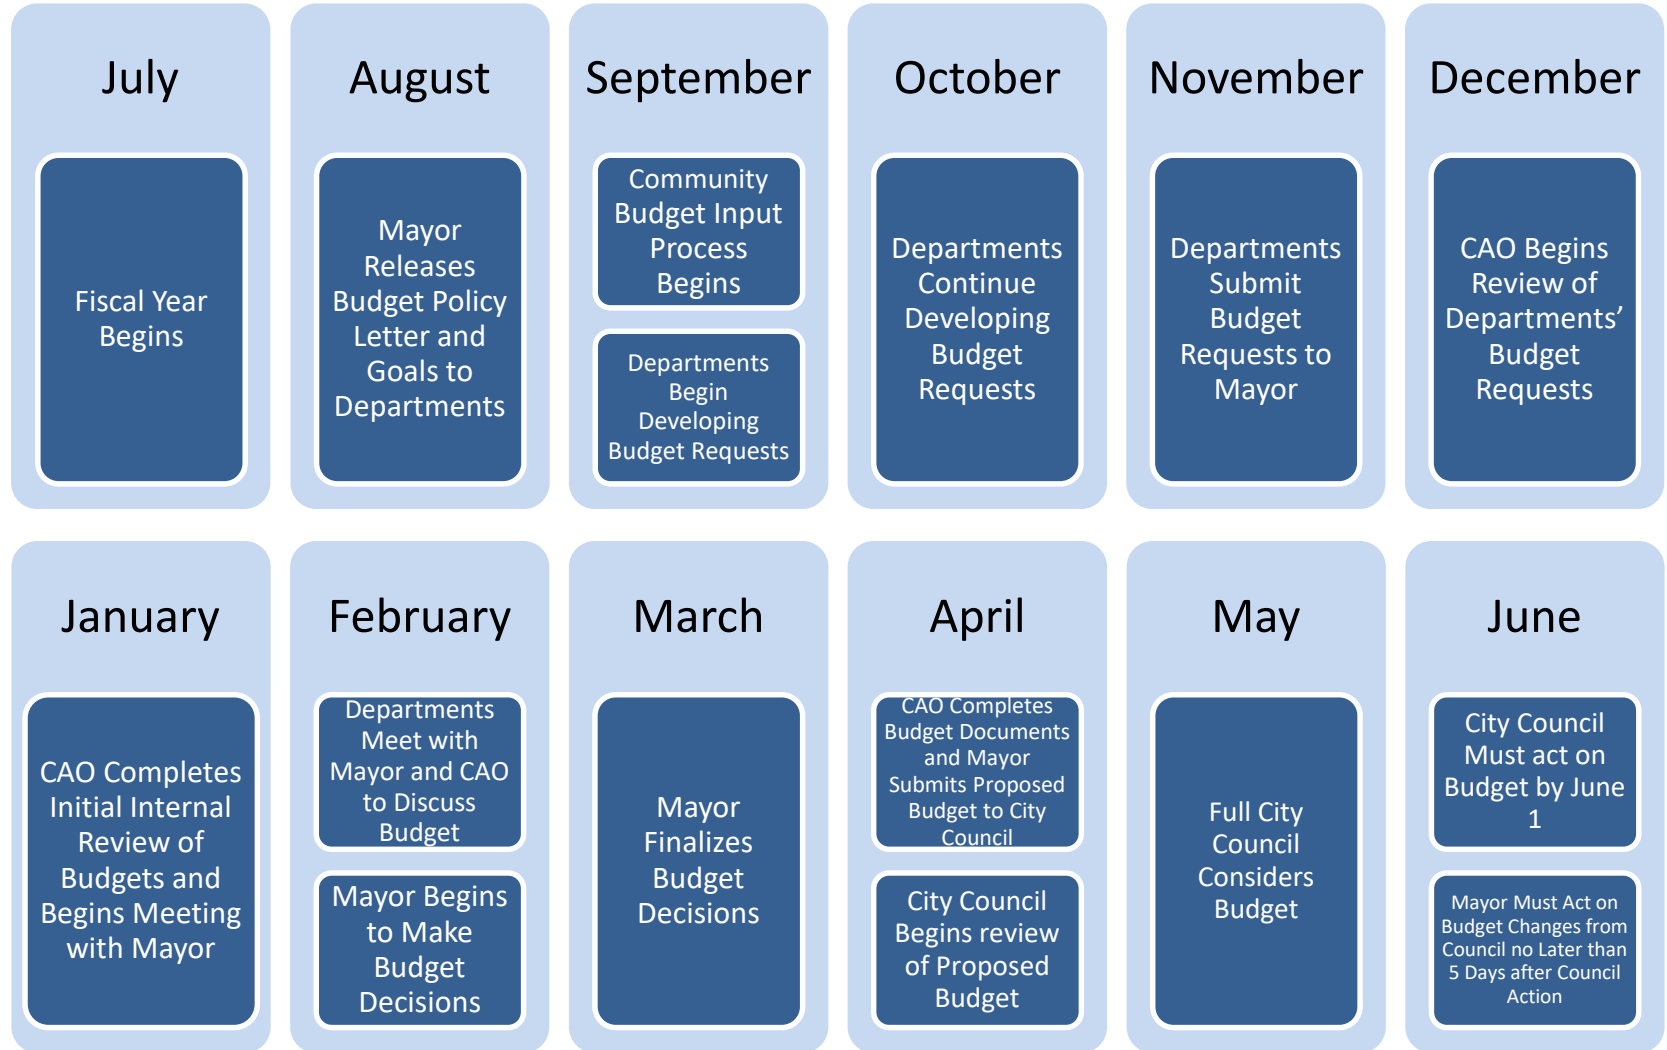 July
Fiscal Year
Begins
August
Mayor
Releases
Budget Policy
Letter and
Goals to
Departments
September
Community
Budget Input
Process
Begins
Departments
Begin
Developing
Budget Requests
October
Departments
Continue
Developing
Budget
Requests
November
Departments
Submit
Budget
Requests to
Mayor
December
CAO Begins
Review of
Departments’
Budget
Requests
January
CAO Completes
Initial Internal
Review of
Budgets and
Begins Meeting
with Mayor
February
Departments
Meet with
Mayor and CAO
to Discuss
Budget
Mayor Begins
to Make
Budget
Decisions
March
Mayor
Finalizes
Budget
Decisions
April
CAO Completes
Budget Documents
and Mayor
Submits Proposed
Budget to City
Council
City Council
Begins review
of Proposed
Budget
May
Full City
Council
Considers
Budget
June
City Council
Must act on
Budget by June
1
Mayor Must Act on
Budget Changes from
Council no Later than
5 Days after Council
Action